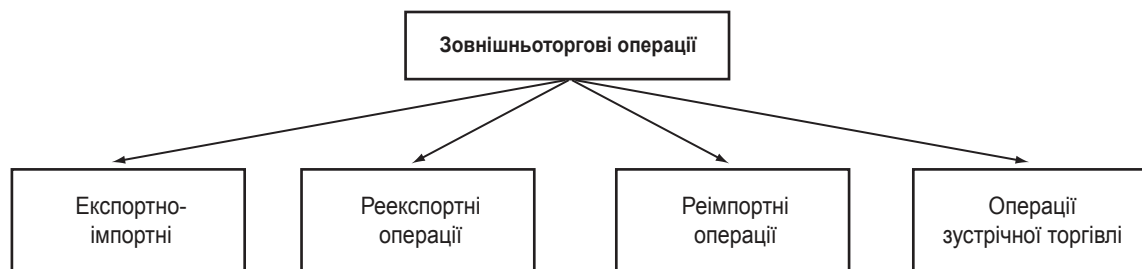 Зовнішньоторгові операції
Експортно-
імпортні
Реекспортні
операції
Реімпортні
операції
Операції
зустрічної торгівлі